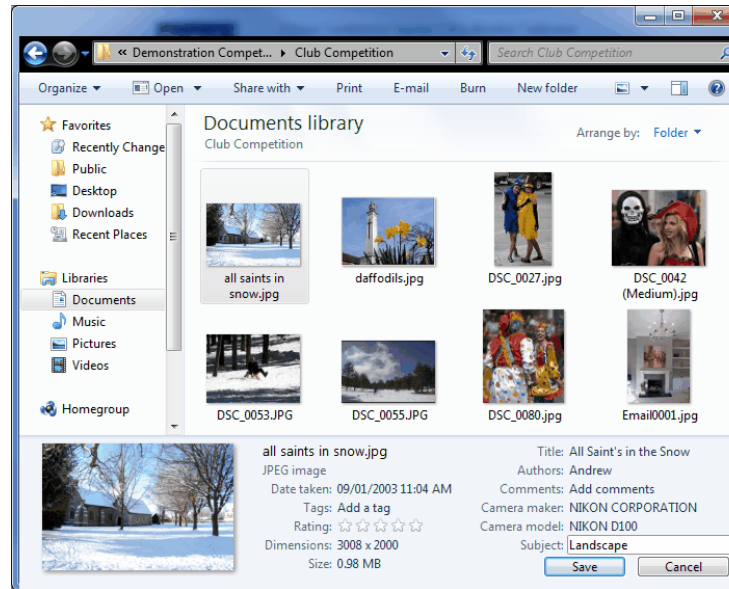 « Demonstration Compet... ▸ Club Competition
Search Club Competition
Organize Open Share with Print E-mail Burn New folder
Favorites
Recently Change
Public
Desktop
Downloads
Recent Places
Libraries
Documents
Music
Pictures
Videos
Homegroup
Documents library
Club Competition
Arrange by: Folder
all saints in
snow.jpg
daffodils.jpg
DSC_0027.jpg
DSC_0042
(Medium).jpg
DSC_0053.JPG
DSC_0055.JPG
DSC_0080.jpg
Email0001.jpg
all saints in snow.jpg
JPEG image
Date taken: 09/01/2003 11:04 AM
Tags: Add a tag
Rating:
Dimensions: 3008 x 2000
Size: 0.98 MB
Title: All Saint's in the Snow
Authors: Andrew
Comments: Add comments
Camera maker: NIKON CORPORATION
Camera model: NIKON D100
Subject: Landscape
Save Cancel